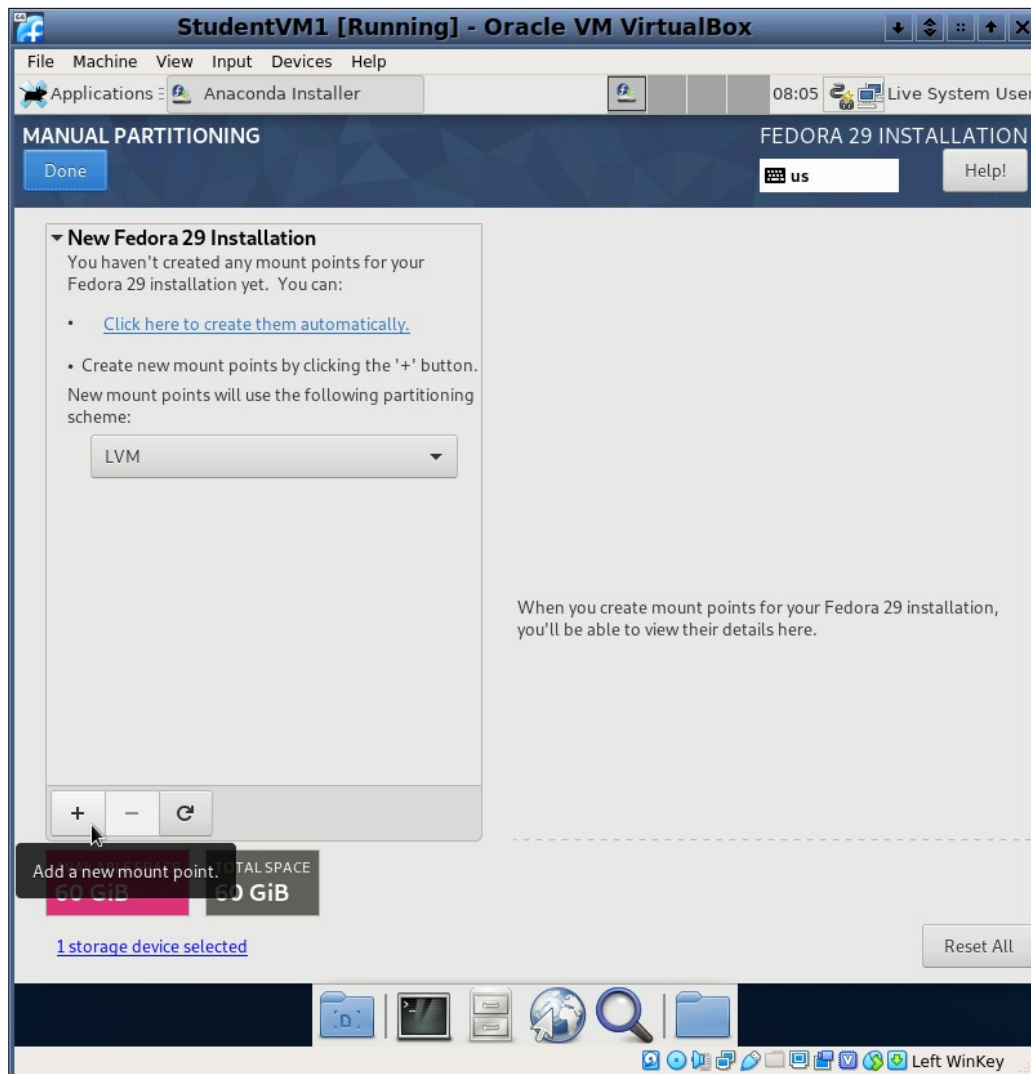 StudentVM1 [Running] - Oracle VM VirtualBox
File Machine View Input Devices Help
Applications Anaconda Installer 08:05 Live System User
MANUAL PARTITIONING
FEDORA 29 INSTALLATION
Done
us
Help!
New Fedora 29 Installation
You haven't created any mount points for your
Fedora 29 installation yet. You can:
• Click here to create them automatically.
• Create new mount points by clicking the '+' button.
New mount points will use the following partitioning
scheme:
LVM
When you create mount points for your Fedora 29 installation,
you'll be able to view their details here.
+ −
Add a new mount point.
AVAILABLE SPACE
60 GiB
TOTAL SPACE
60 GiB
1 storage device selected
Reset All
Left WinKey